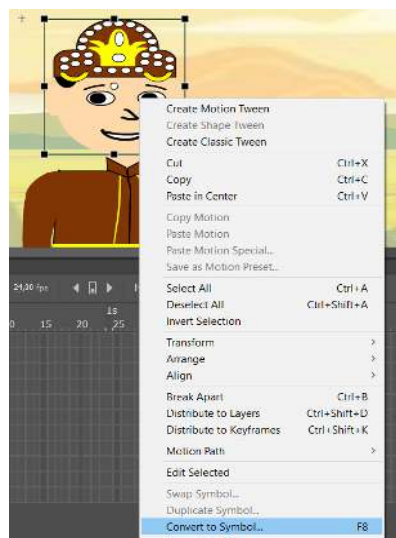 Create Motion Tween
Create Shape Tween
Create Classic Tween
Cut Ctrl+X
Copy Ctrl+C
Paste in Center Ctrl+V
Copy Motion
Paste Motion
Paste Motion Special...
Save as Motion Preset...
Select All Ctrl+A
Deselect All Ctrl+Shift+A
Invert Selection
Transform
Arrange
Align
Break Apart Ctrl+B
Distribute to Layers Ctrl+Shift+D
Distribute to Keyframes Ctrl+Shift+K
Motion Path
Edit Selected
Swap Symbol...
Duplicate Symbol...
Convert to Symbol... F8
24,00 fps
1s
0 15 20 25